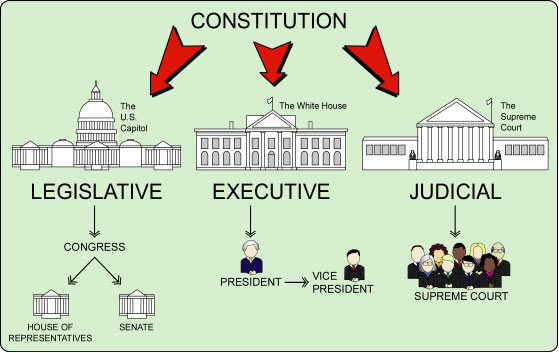 CONSTITUTION
The
U.S.
Capitol
The White House
The
Supreme
Court
LEGISLATIVE
EXECUTIVE
JUDICIAL
CONGRESS
HOUSE OF
REPRESENTATIVES
SENATE
PRESIDENT
VICE
PRESIDENT
SUPREME COURT